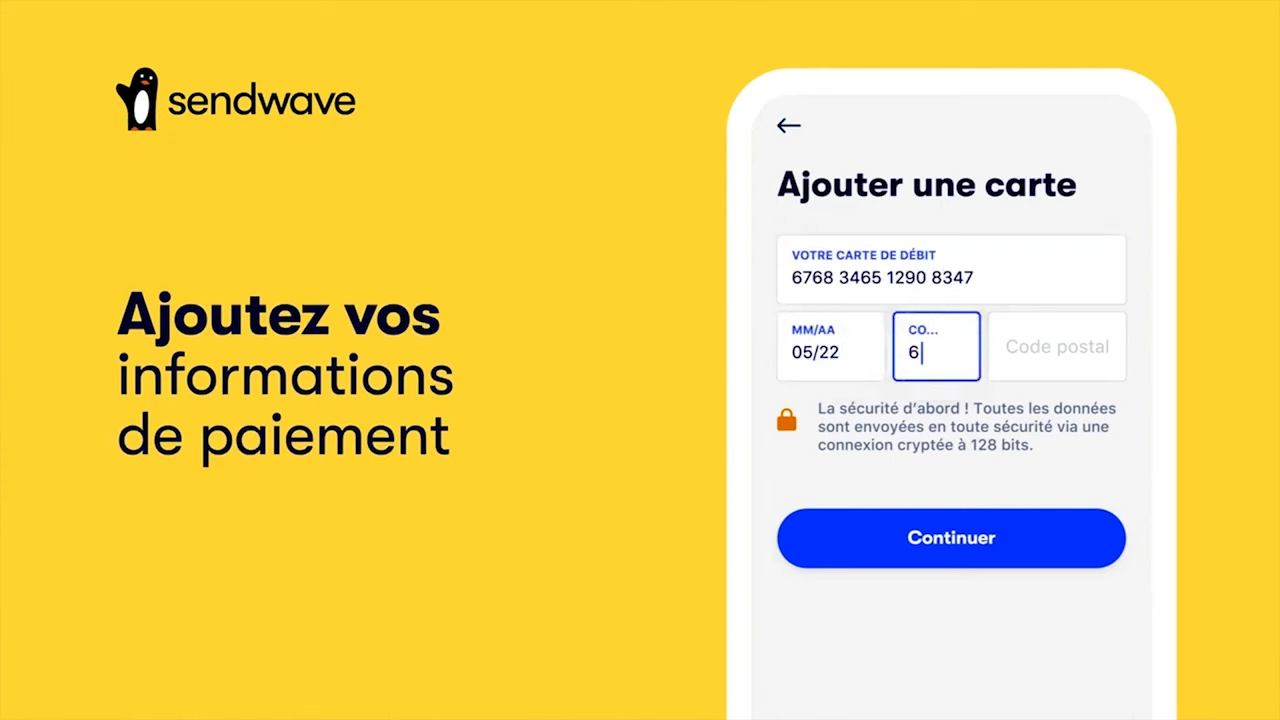 sendwave
Ajoutez vos
informations
de paiement
Ajouter une carte
VOTRE CARTE DE DÉBIT
6768 3465 1290 8347
MM/AA
05/22
CO...
6
Code postal
La sécurité d'abord ! Toutes les données
sont envoyées en toute sécurité via une
connexion cryptée à 128 bits.
Continuer